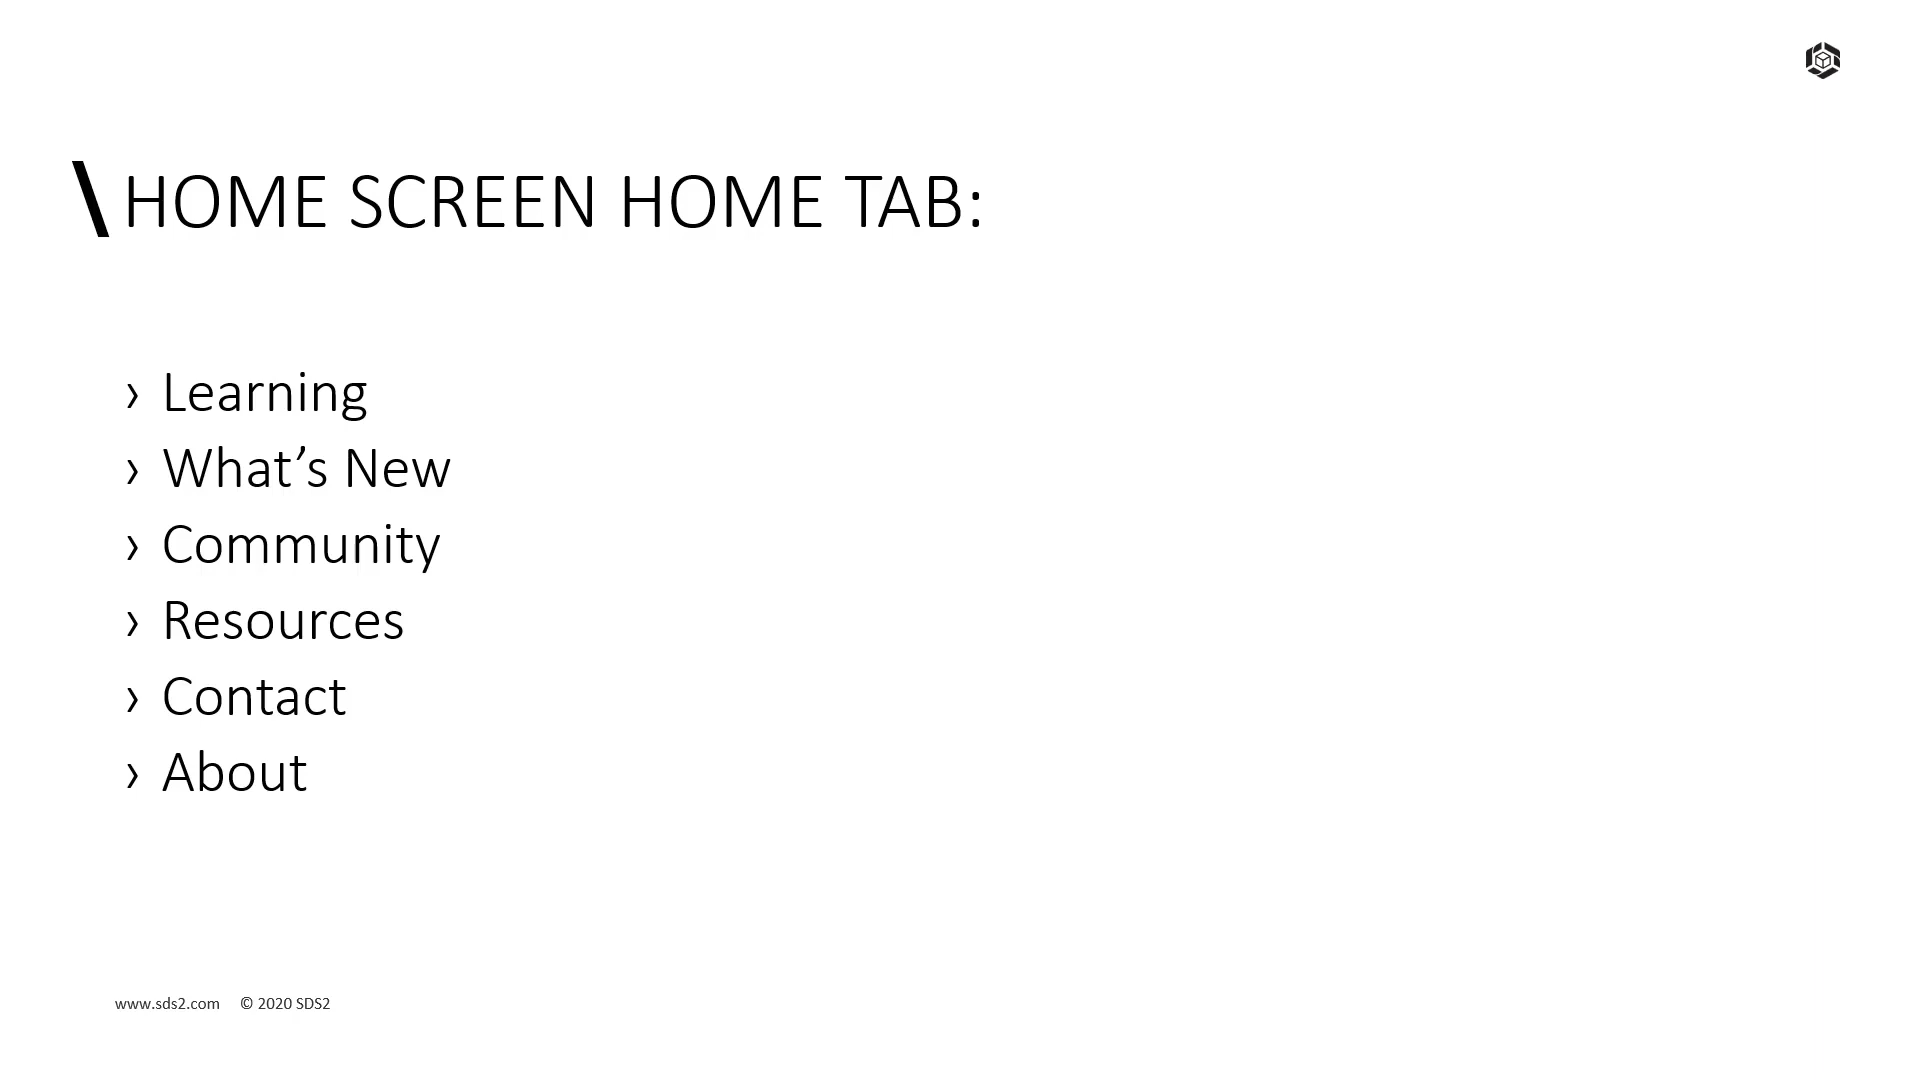 \ HOME SCREEN HOME TAB:
› Learning
› What’s New
› Community
› Resources
› Contact
› About
www.sds2.com © 2020 SDS2